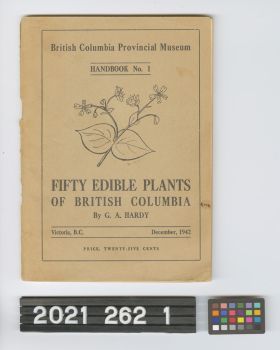 British Columbia Provincial Museum
HANDBOOK No. 1
FIFTY EDIBLE PLANTS
OF BRITISH COLUMBIA
By G. A. HARDY
Victoria, B.C. December, 1942
PRICE, TWENTY-FIVE CENTS
2021 262 1